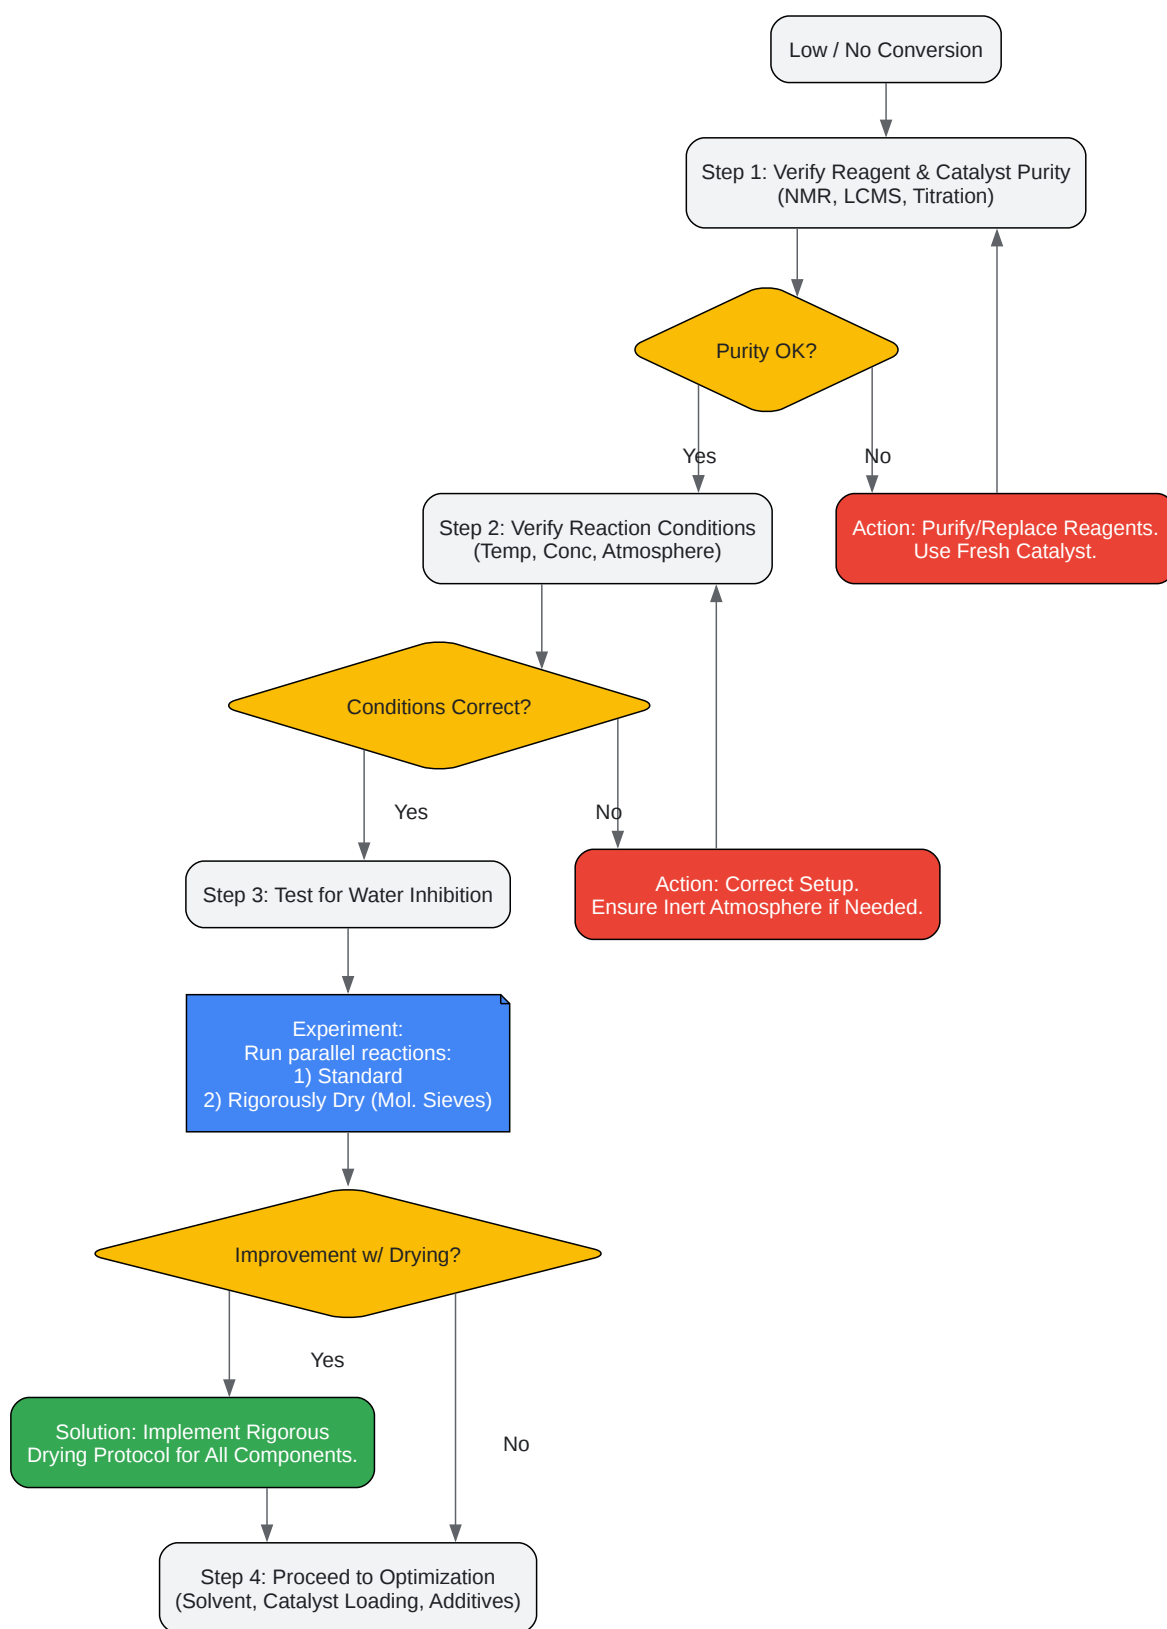 Low / No Conversion
Step 1: Verify Reagent & Catalyst Purity
(NMR, LCMS, Titration)
Purity OK?
Yes
No
Step 2: Verify Reaction Conditions
(Temp, Conc, Atmosphere)
Action: Purify/Replace Reagents.
Use Fresh Catalyst.
Conditions Correct?
Yes
No
Step 3: Test for Water Inhibition
Action: Correct Setup.
Ensure Inert Atmosphere if Needed.
Experiment:
Run parallel reactions:
1) Standard
2) Rigorously Dry (Mol. Sieves)
Improvement w/ Drying?
Yes
No
Solution: Implement Rigorous
Drying Protocol for All Components.
Step 4: Proceed to Optimization
(Solvent, Catalyst Loading, Additives)